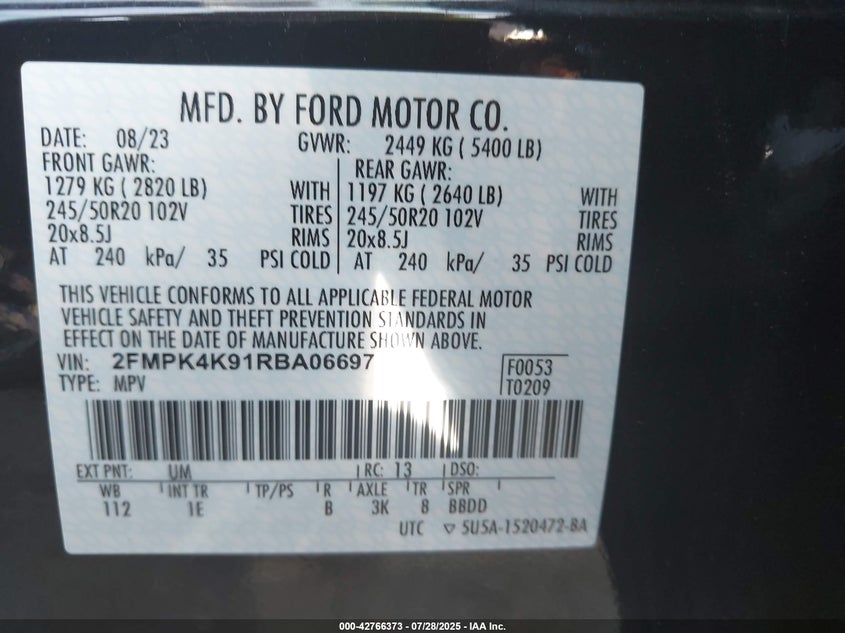 MFD. BY FORD MOTOR CO.
DATE: 08/23 GVWR: 2449 KG ( 5400 LB)
FRONT GAWR: REAR GAWR:
1279 KG ( 2820 LB) WITH 1197 KG ( 2640 LB) WITH
245/50R20 102V TIRES 245/50R20 102V TIRES
20x8.5J RIMS 20x8.5J RIMS
AT 240 kPa/ 35 PSI COLD AT 240 kPa/ 35 PSI COLD
THIS VEHICLE CONFORMS TO ALL APPLICABLE FEDERAL MOTOR
VEHICLE SAFETY AND THEFT PREVENTION STANDARDS IN
EFFECT ON THE DATE OF MANUFACTURE SHOWN ABOVE.
VIN: 2FMPK4K91RBA06697 F0053
TYPE: MPV T0209
EXT PNT: UM RC: 13 DSO:
WB INT TR TP/PS R AXLE TR SPR
112 1E B 3K 8 BBDD
UTC ▽ 5U5A-1520472-BA
000-42766373 | 07/28/2025 - IAA Inc.